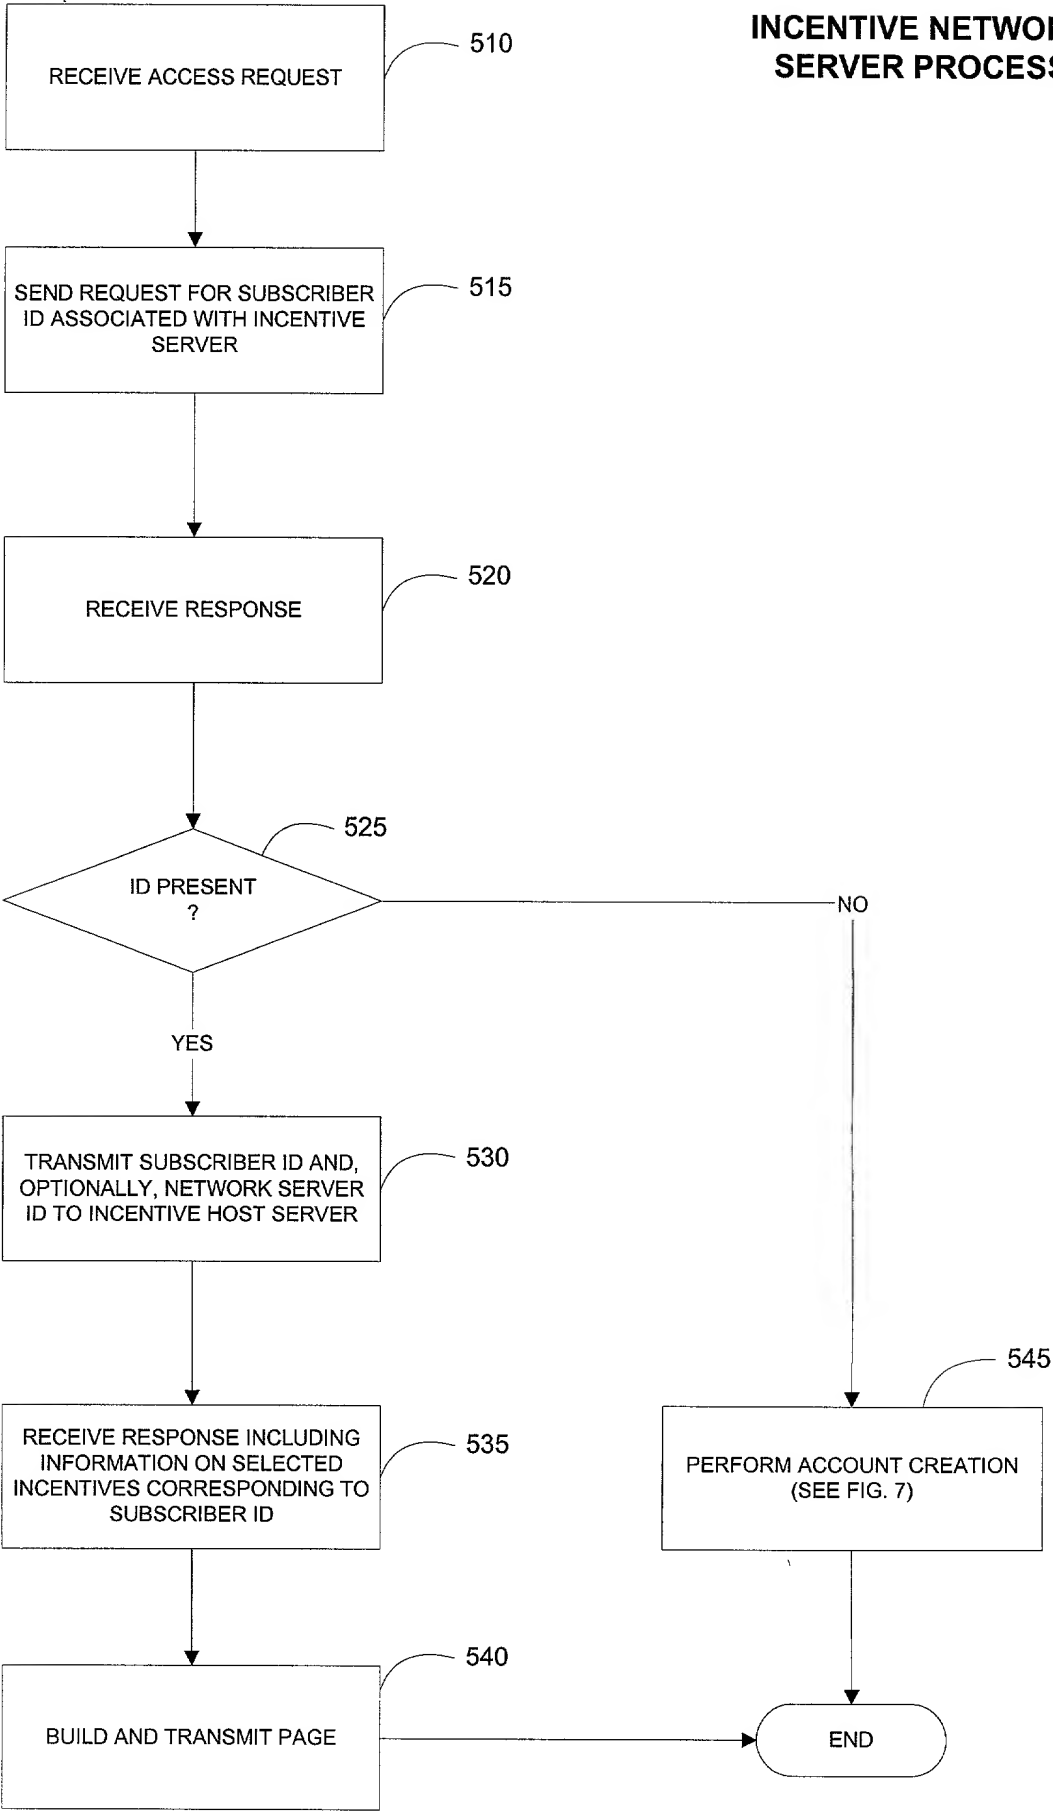 INCENTIVE NETWOR
SERVER PROCESS
RECEIVE ACCESS REQUEST
510
SEND REQUEST FOR SUBSCRIBER
ID ASSOCIATED WITH INCENTIVE
SERVER
515
RECEIVE RESPONSE
520
ID PRESENT
?
525
NO
YES
TRANSMIT SUBSCRIBER ID AND,
OPTIONALLY, NETWORK SERVER
ID TO INCENTIVE HOST SERVER
530
RECEIVE RESPONSE INCLUDING
INFORMATION ON SELECTED
INCENTIVES CORRESPONDING TO
SUBSCRIBER ID
535
PERFORM ACCOUNT CREATION
(SEE FIG. 7)
545
BUILD AND TRANSMIT PAGE
540
END